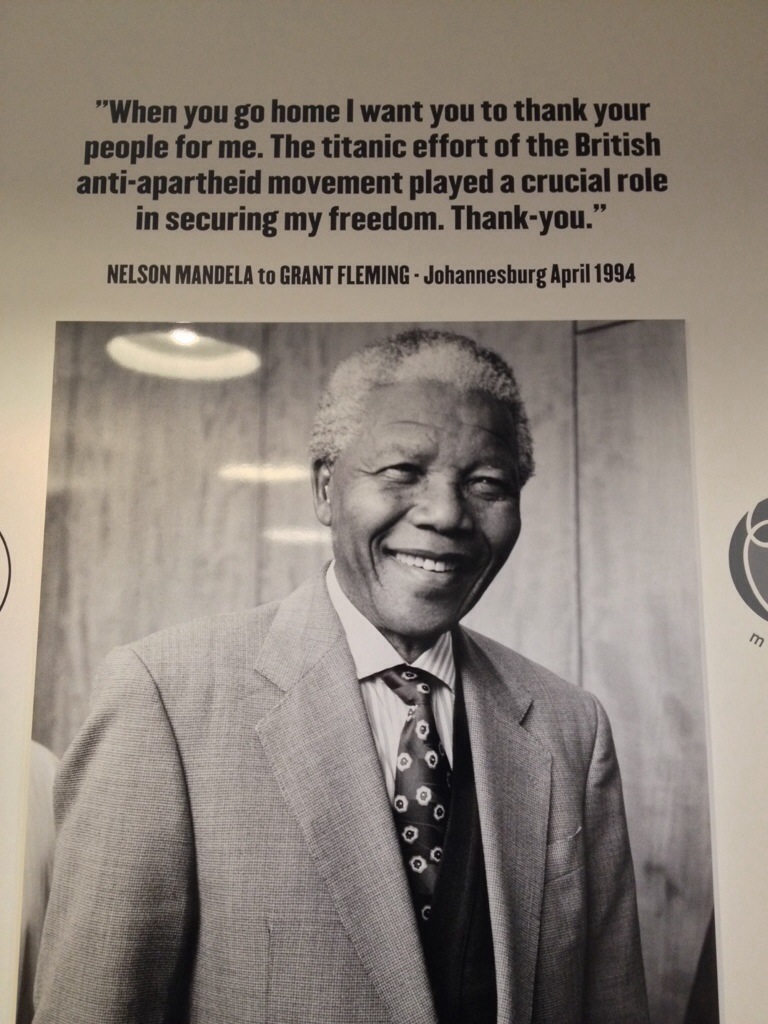 ”When you go home I want you to thank your
people for me. The titanic effort of the British
anti-apartheid movement played a crucial role
in securing my freedom. Thank-you.”
NELSON MANDELA to GRANT FLEMING - Johannesburg April 1994
m